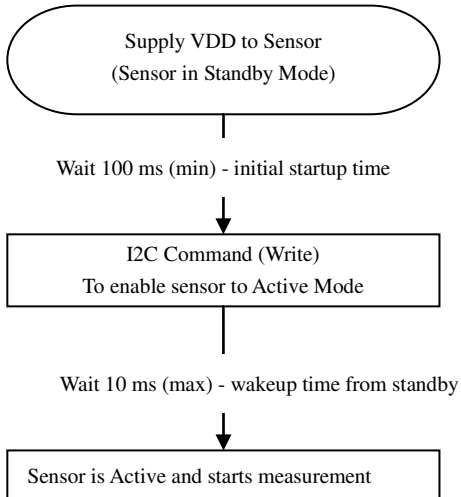 Supply VDD to Sensor
(Sensor in Standby Mode)
Wait 100 ms (min) - initial startup time
I2C Command (Write)
To enable sensor to Active Mode
Wait 10 ms (max) - wakeup time from standby
Sensor is Active and starts measurement